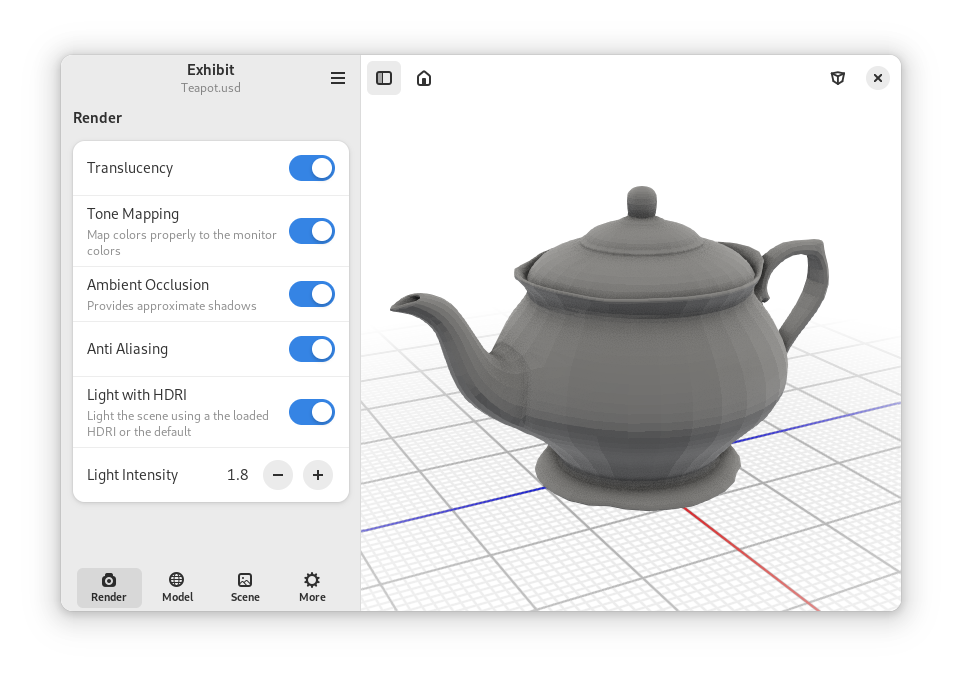 Exhibit
Teapot.usd
Render
Translucency
Tone Mapping
Map colors properly to the monitor
colors
Ambient Occlusion
Provides approximate shadows
Anti Aliasing
Light with HDRI
Light the scene using a the loaded
HDRI or the default
Light Intensity 1.8
Render Model Scene More